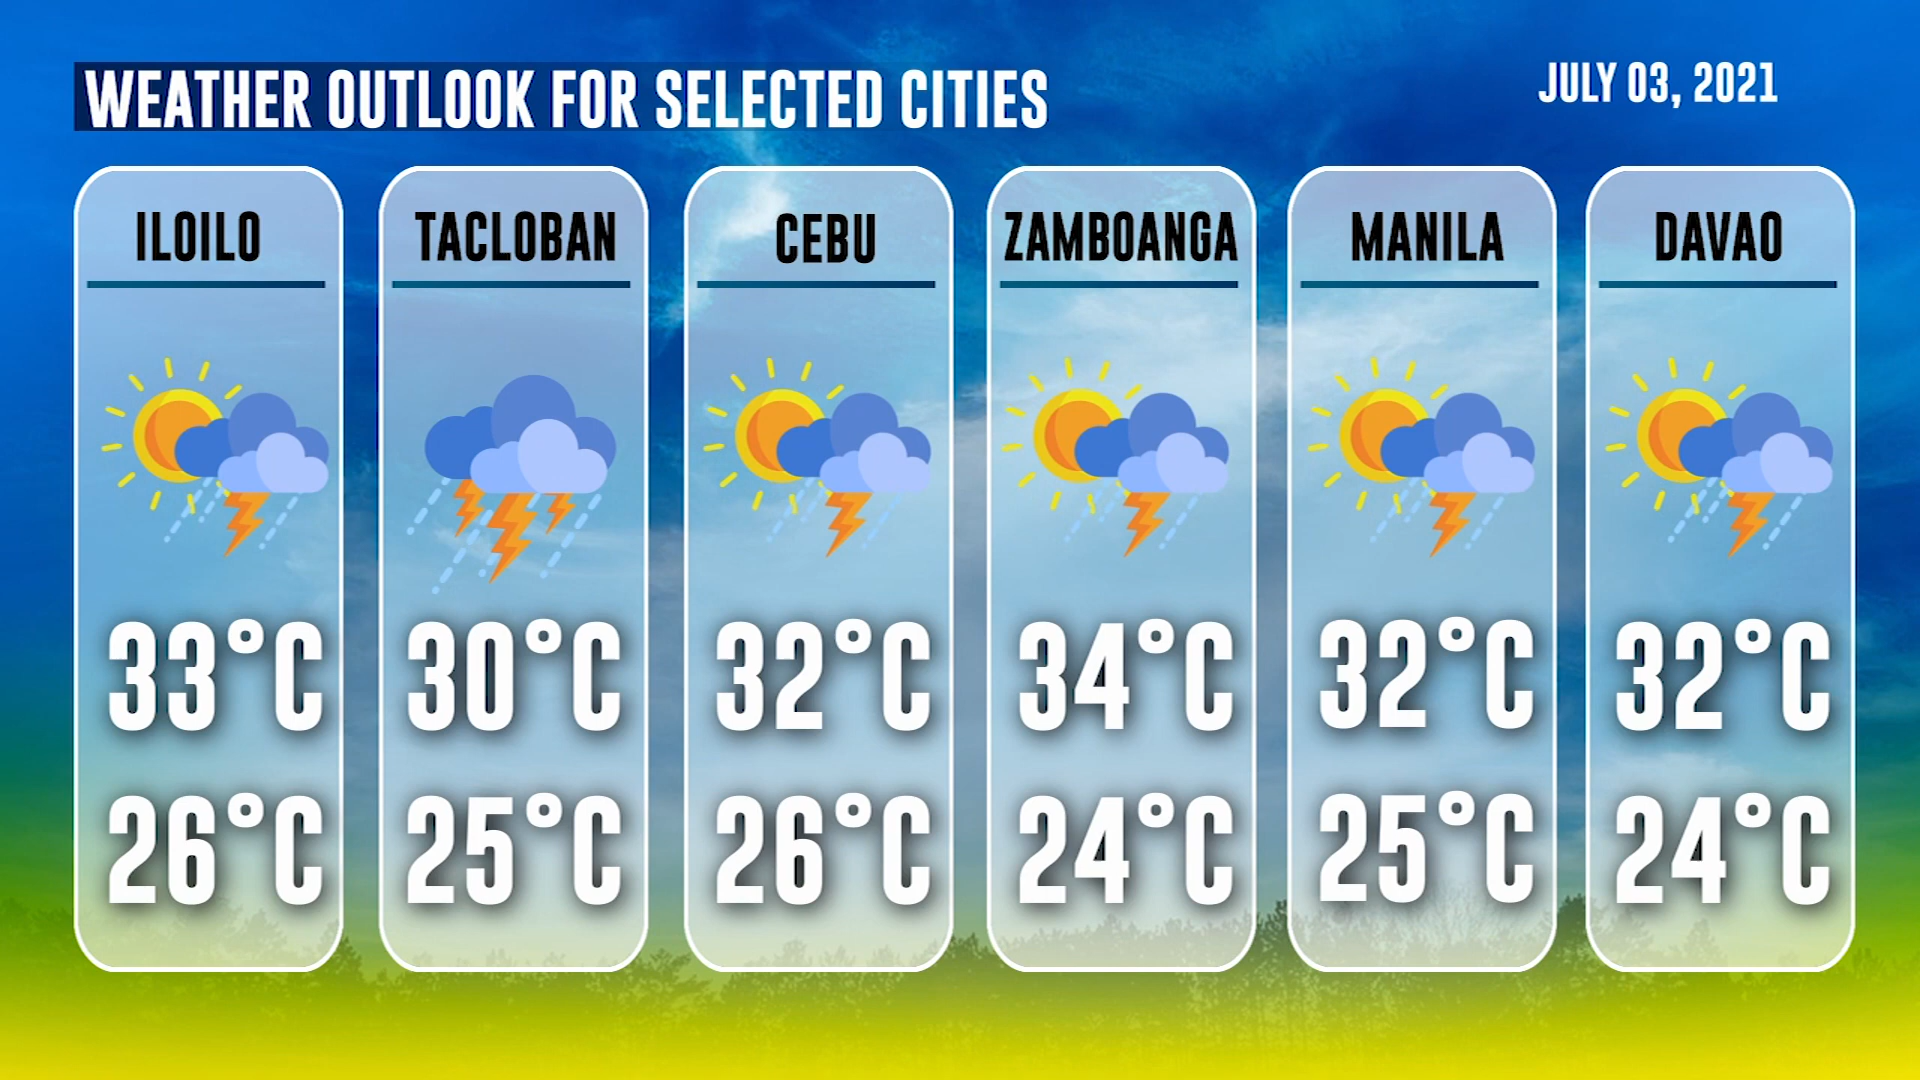 WEATHER OUTLOOK FOR SELECTED CITIES
JULY 03, 2021
ILOILO
33°C
26°C
TACLOBAN
30°C
25°C
CEBU
32°C
26°C
ZAMBOANGA
34°C
24°C
MANILA
32°C
25°C
DAVAO
32°C
24°C